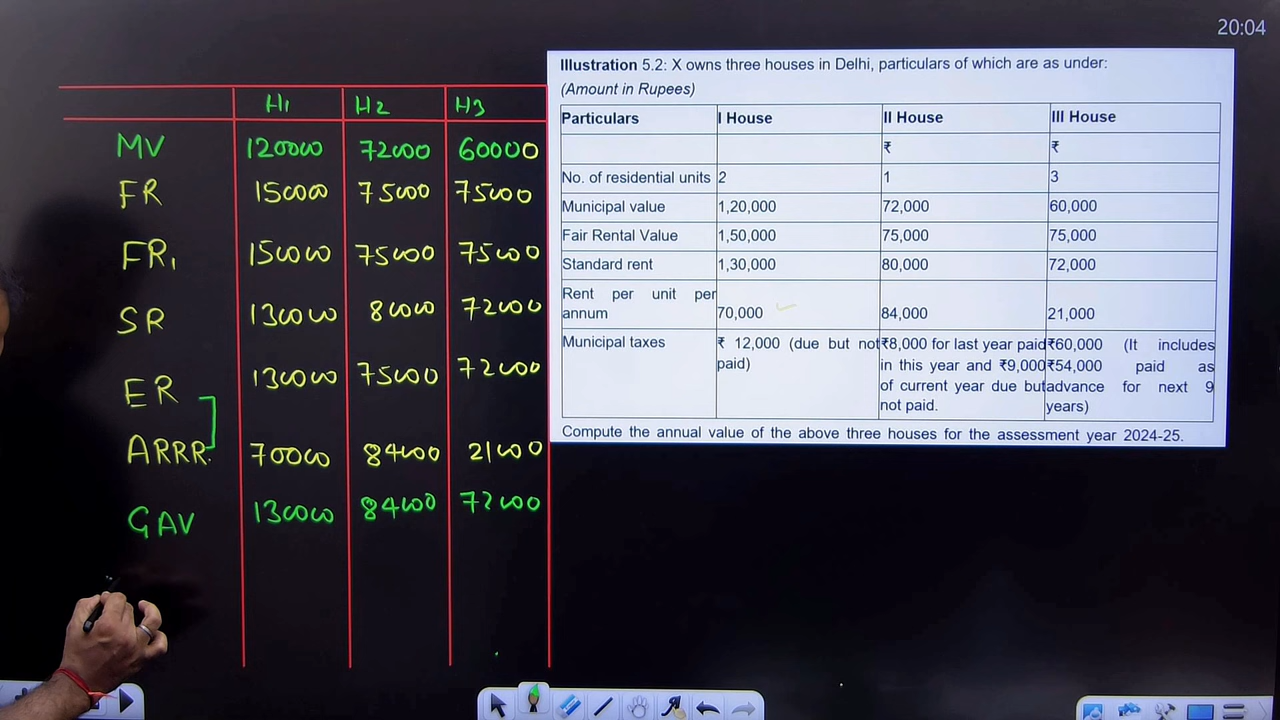 20:04
Illustration 5.2: X owns three houses in Delhi, particulars of which are as under:
(Amount in Rupees)
Particulars I House II House III House
₹ ₹
No. of residential units 2 1 3
Municipal value 1,20,000 72,000 60,000
Fair Rental Value 1,50,000 75,000 75,000
Standard rent 1,30,000 80,000 72,000
Rent per unit per
annum 70,000 84,000 21,000
Municipal taxes ₹ 12,000 (due but not ₹8,000 for last year paid ₹60,000 (It includes
paid) in this year and ₹9,000 ₹54,000 paid as
of current year due but advance for next 9
not paid. years)
Compute the annual value of the above three houses for the assessment year 2024-25.
H1 H2 H3
MV 120000 72000 60000
FR 150000 75000 75000
FR1 150000 75000 75000
SR 130000 80000 72000
ER 130000 75000 72000
ARRR. 70000 84000 21000
GAV 130000 84000 72000